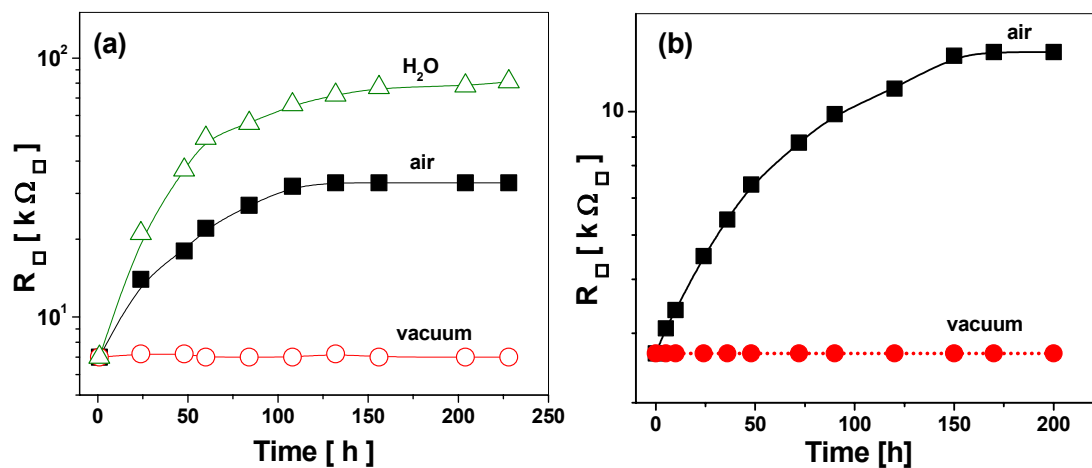 (a)
H₂O
air
vacuum
10²
10¹
R□ [ k Ω □ ]
0 50 100 150 200 250
Time [ h ]
(b)
air
vacuum
10
R□ [ k Ω □ ]
0 50 100 150 200
Time [h]